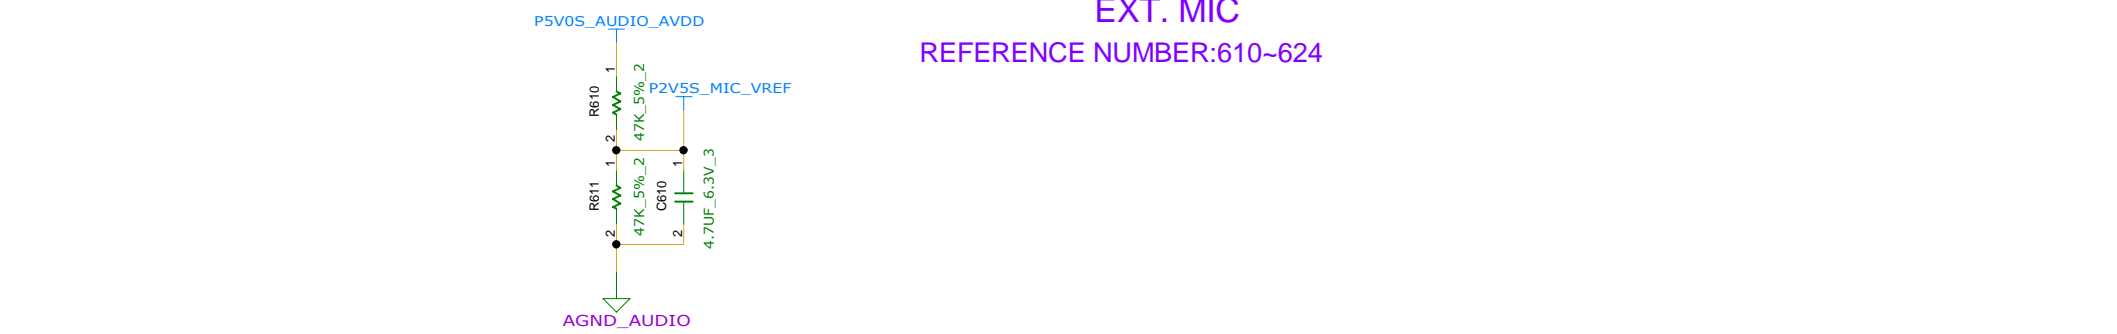 EXT. MIC
REFERENCE NUMBER:610~624
P5V0S_AUDIO_AVDD
P2V5S_MIC_VREF
1
R610
47K_5%_2
2
1
R611
47K_5%_2
2
1
C610
4.7UF_6.3V_3
2
AGND_AUDIO